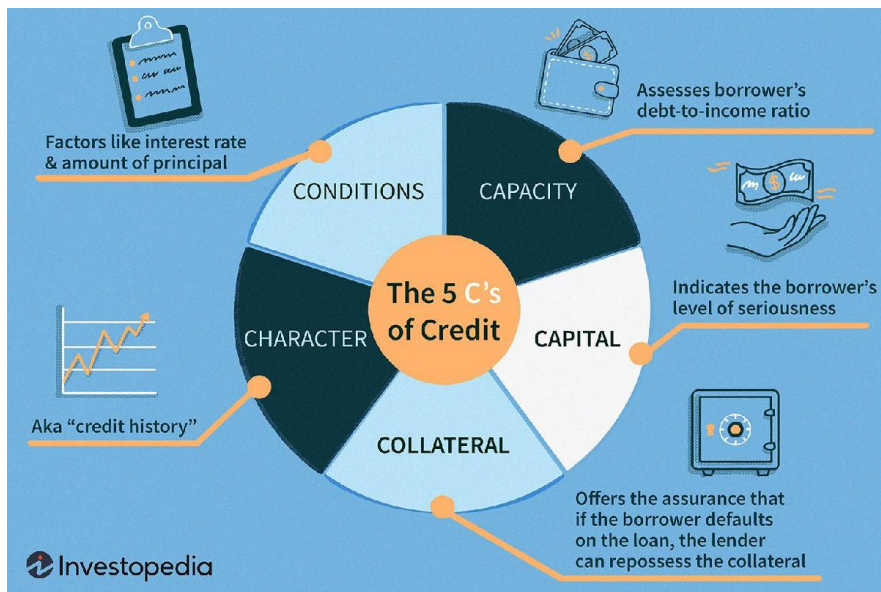 Factors like interest rate
& amount of principal
CONDITIONS
CAPACITY
Assesses borrower's
debt-to-income ratio
The 5 C's
of Credit
Indicates the borrower's
level of seriousness
CHARACTER
CAPITAL
Aka “credit history”
COLLATERAL
Offers the assurance that
if the borrower defaults
on the loan, the lender
can repossess the collateral
Investopedia